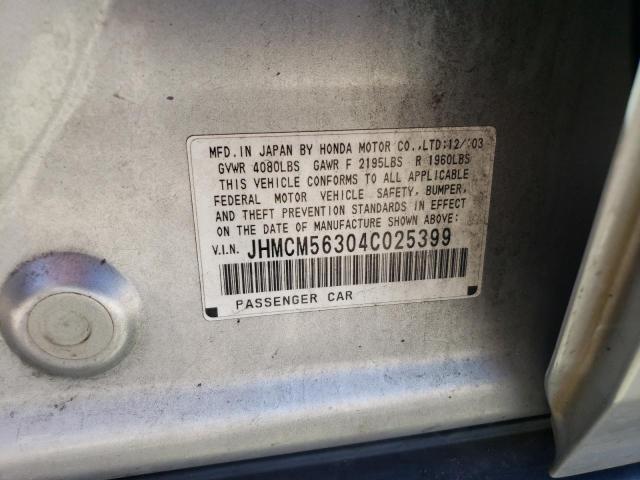 MFD. IN JAPAN BY HONDA MOTOR CO.,LTD:12/03
GVWR 4080LBS GAWR F 2195LBS R 1960LBS
THIS VEHICLE CONFORMS TO ALL APPLICABLE
FEDERAL MOTOR VEHICLE SAFETY, BUMPER,
AND THEFT PREVENTION STANDARDS IN EFFECT
ON THE DATE OF MANUFACTURE SHOWN ABOVE:
V.I.N. JHMCM56304C025399
PASSENGER CAR